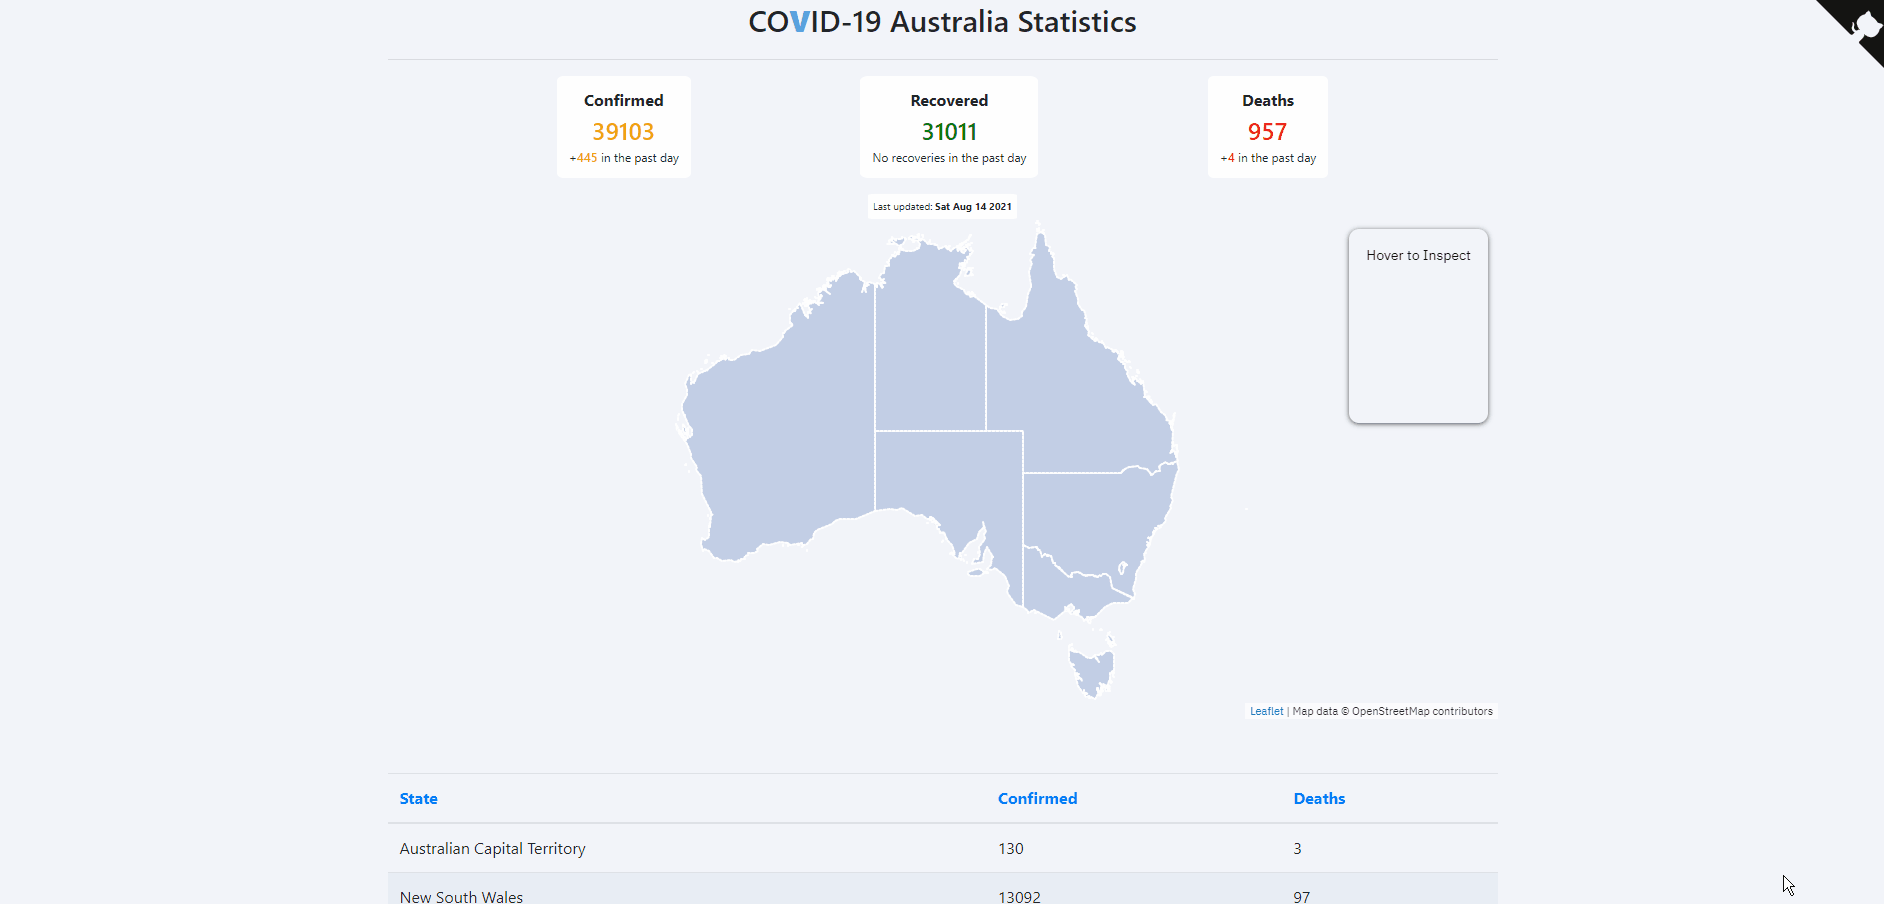 COVID-19 Australia Statistics
Confirmed
39103
+445 in the past day
Recovered
31011
No recoveries in the past day
Deaths
957
+4 in the past day
Last updated: Sat Aug 14 2021
Hover to Inspect
Leaflet | Map data © OpenStreetMap contributors
State Confirmed Deaths
Australian Capital Territory 130 3
New South Wales 13092 97